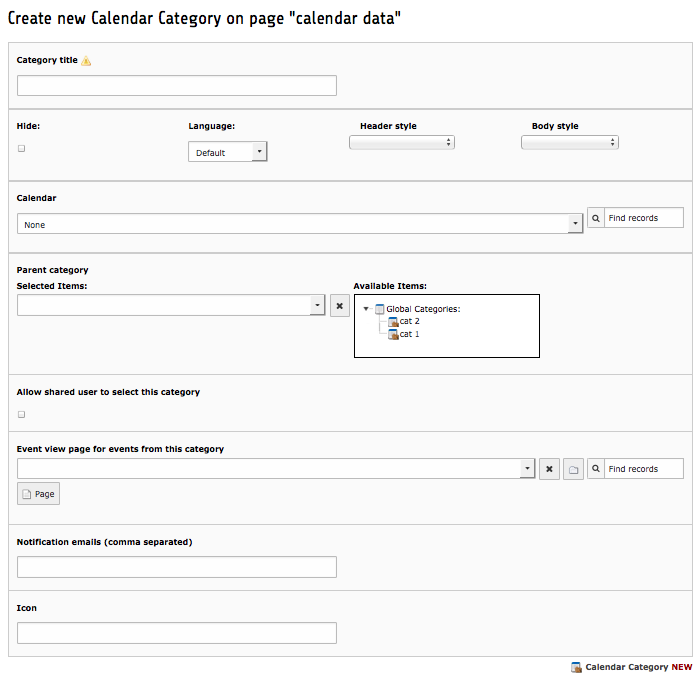 Create new Calendar Category on page "calendar data"
Category title
Hide: Language: Header style Body style
Default
Calendar
None Find records
Parent category
Selected Items: Available Items:
Global Categories:
cat 2
cat 1
Allow shared user to select this category
Event view page for events from this category
Find records
Page
Notification emails (comma separated)
Icon
Calendar Category NEW